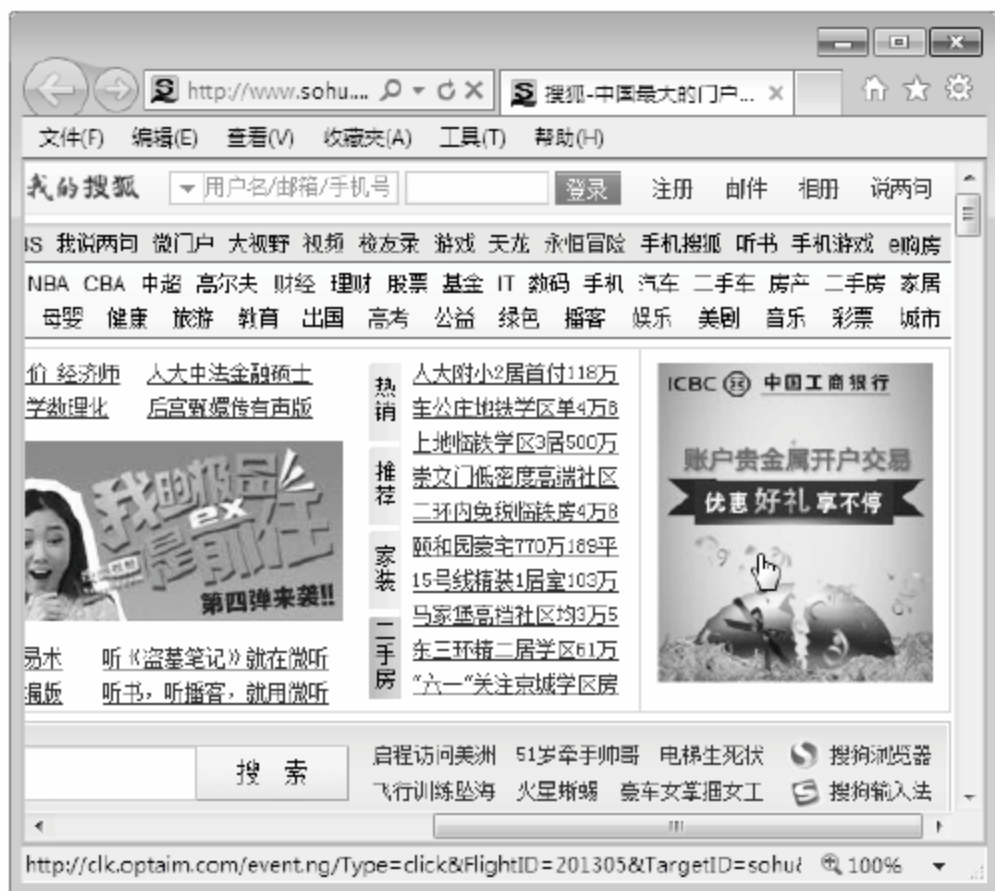 http://www.sohu.... 搜狐-中国最大的门户...
文件(F) 编辑(E) 查看(V) 收藏夹(A) 工具(T) 帮助(H)
我的搜狐 用户名/邮箱/手机号 登录 注册 邮件 相册 说两句
BS 我说两句 微门户 大视野 视频 校友录 游戏 天龙 永恒冒险 手机搜狐 听书 手机游戏 e购房
NBA CBA 中超 高尔夫 财经 理财 股票 基金 IT 数码 手机 汽车 二手车 房产 二手房 家居
母婴 健康 旅游 教育 出国 高考 公益 绿色 播客 娱乐 美剧 音乐 彩票 城市
价 经济师 人大中法金融硕士
学数理化 后宫甄嬛传有声版
我的极品
ex
是前任
第四弹来袭!!
易术 听《盗墓笔记》就在微听
编版 听书，听播客，就用微听
热销
推荐
家装
二手房
人大附小2居首付118万
车公庄地铁学区单4万8
上地临铁学区3居500万
崇文门低密度高端社区
二环内免税临铁房4万8
颐和园豪宅770万189平
15号线精装1居室103万
马家堡高档社区均3万5
东三环精二居学区61万
“六一“关注京城学区房
ICBC 中国工商银行
账户贵金属开户交易
优惠好礼享不停
搜 索 启程访问美洲 51岁牵手帅哥 电梯生死状 搜狗浏览器
飞行训练坠海 火星蜥蜴 豪车女掌掴女工 搜狗输入法
http://clk.optaim.com/event.ng/Type=click&FlightID=201305&TargetID=sohu& 100%